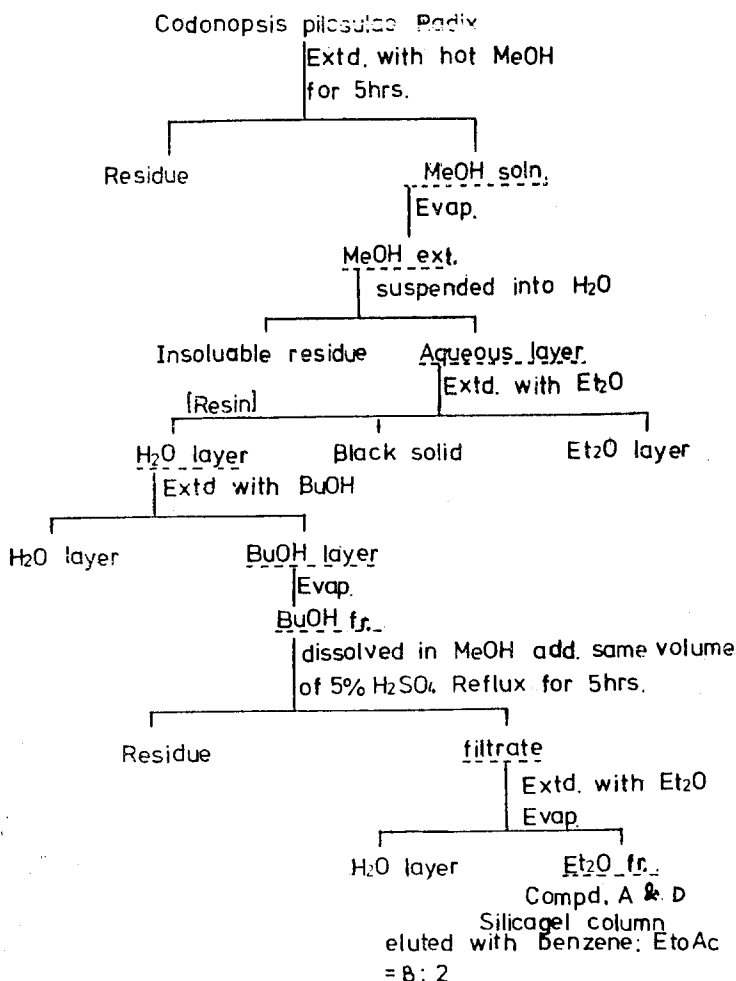 Codonopsis pilosulae Radix
Extd. with hot MeOH
for 5hrs.
Residue
MeOH soln.
Evap.
MeOH ext.
suspended into H2O
Insoluable residue
Aqueous layer
Extd. with Et2O
[Resin]
H2O layer
Black solid
Et2O layer
Extd with BuOH
H2O layer
BuOH layer
Evap.
BuOH fr.
dissolved in MeOH add. same volume
of 5% H2SO4 Reflux for 5hrs.
Residue
filtrate
Extd. with Et2O
Evap.
H2O layer
Et2O fr.
Compd. A & D
Silicagel column
eluted with Benzene: EtoAc
= 8: 2